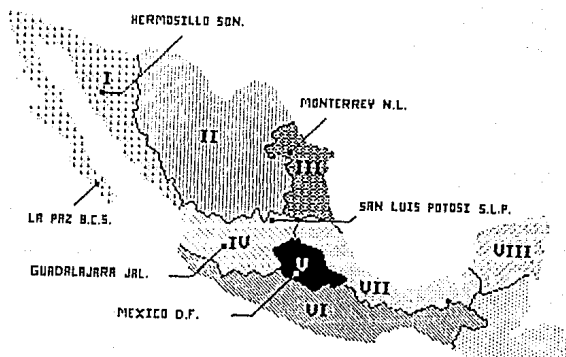 HERMOSILLO SON.
I
MONTERREY N.L.
II
III
LA PAZ B.C.S.
SAN LUIS POTOSI S.L.P.
IV
VIII
V
GUADALAJARA JAL.
VII
MEXICO D.F.
VI